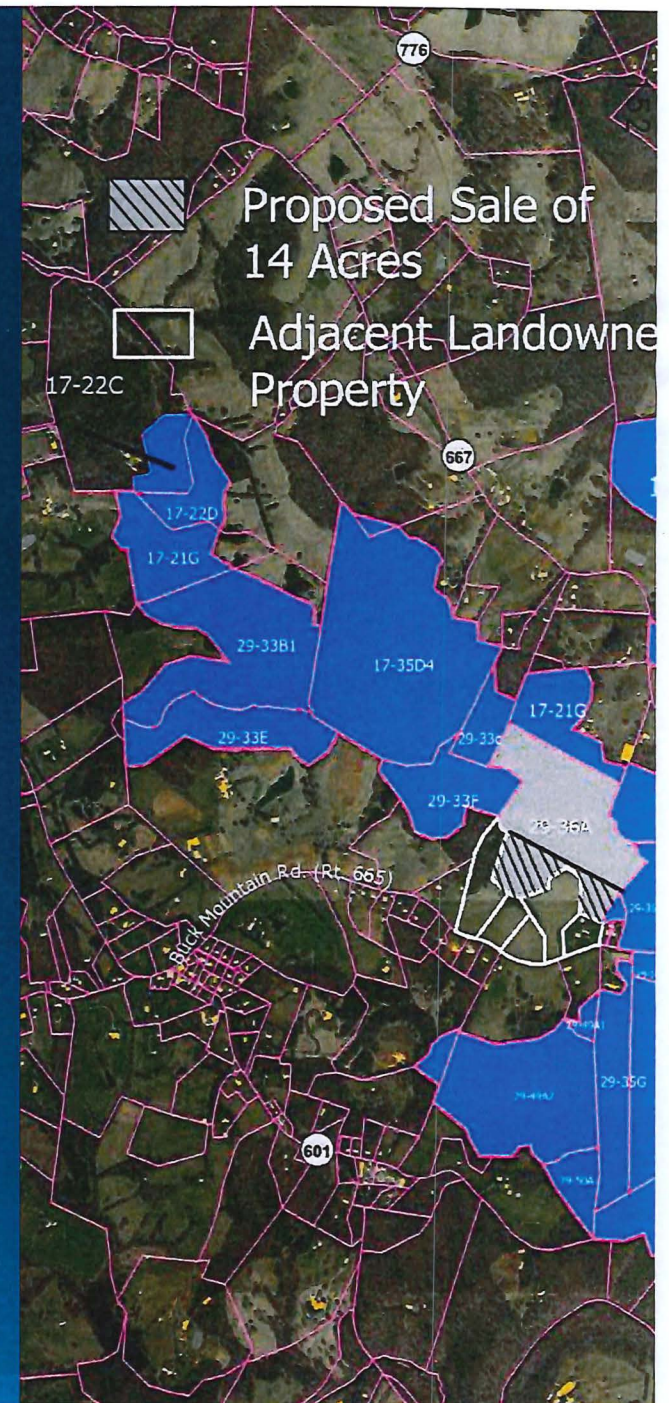 776
Proposed Sale of
14 Acres
Adjacent Landowne
Property
17-22C
667
17-22D
17-21G
29-33B1
17-35D4
17-21G
29-33E
29-33F
29-36A
Buck Mountain Rd. (Rt. 665)
29-35G
601